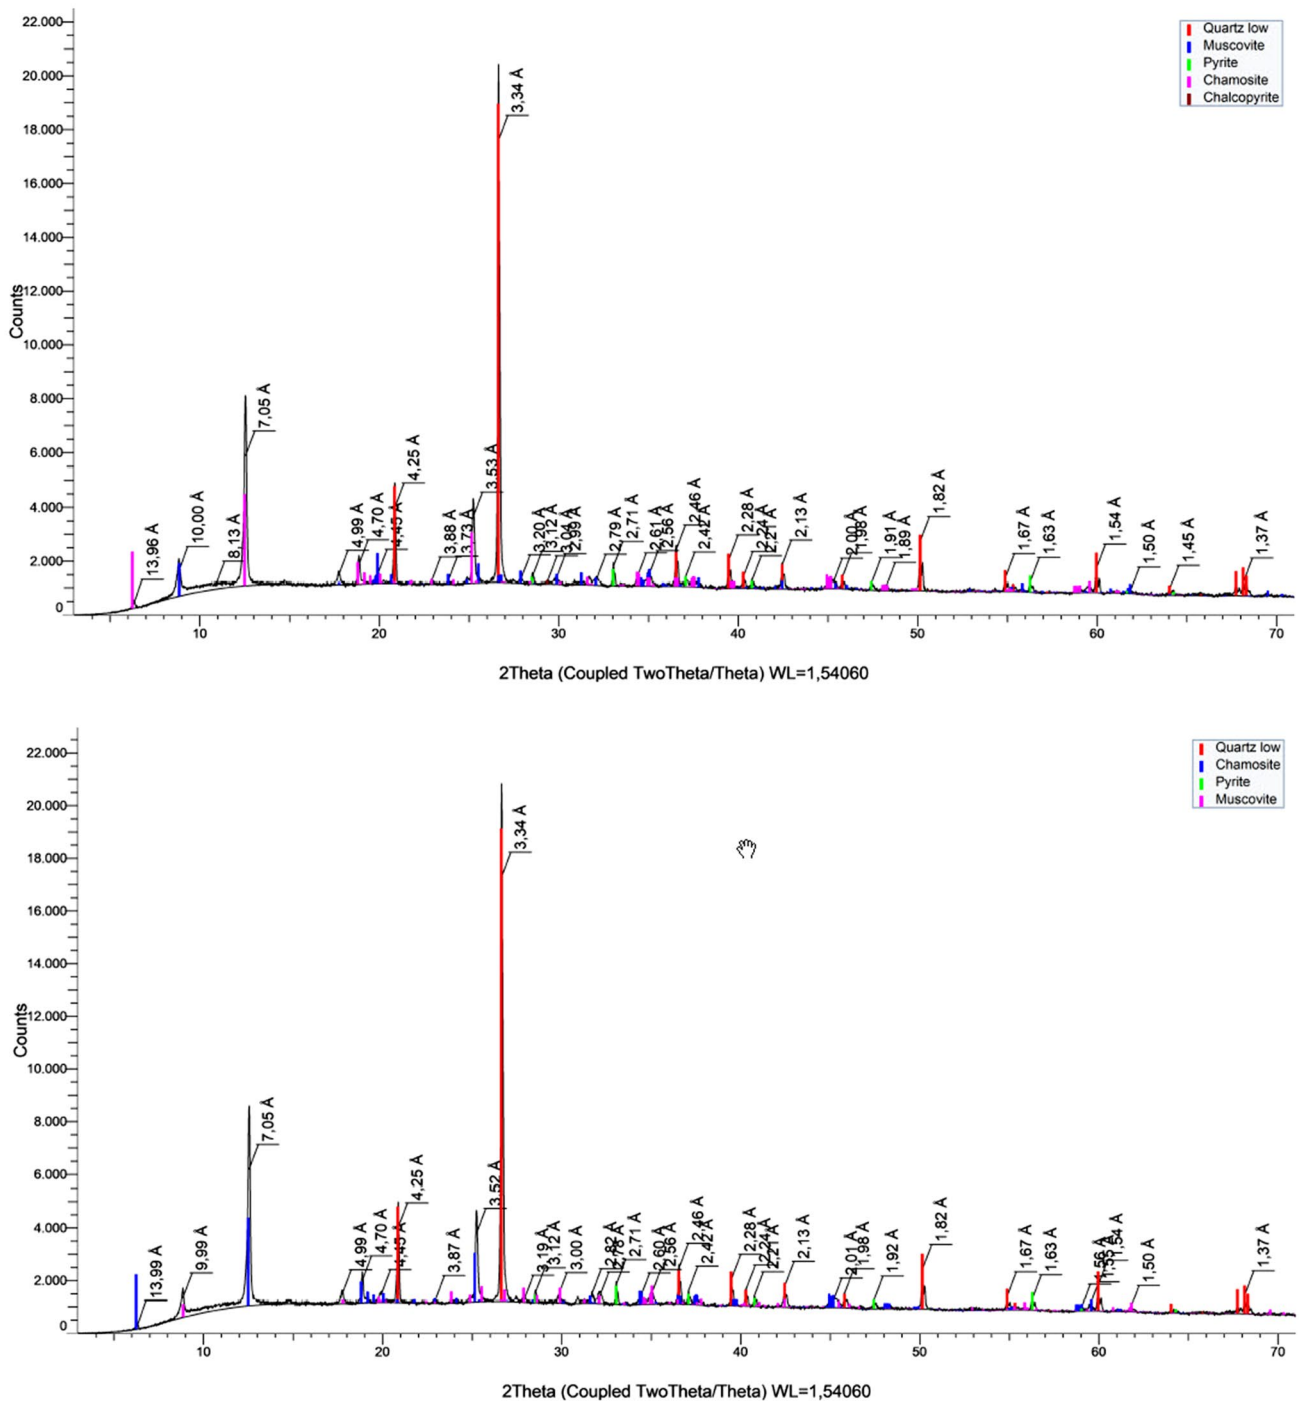 22.000
20.000
18.000
16.000
14.000
12.000
10.000
8.000
6.000
4.000
2.000
0
Counts
Quartz low
Muscovite
Pyrite
Chamosite
Chalcopyrite
13,96 Å
10,00 Å
8,13 Å
7,05 Å
4,99 Å
4,70 Å
4,45 Å
4,25 Å
3,88 Å
3,73 Å
3,53 Å
3,34 Å
3,20 Å
3,12 Å
3,04 Å
2,99 Å
2,79 Å
2,71 Å
2,61 Å
2,56 Å
2,46 Å
2,42 Å
2,28 Å
2,24 Å
2,21 Å
2,13 Å
2,00 Å
1,98 Å
1,91 Å
1,89 Å
1,82 Å
1,67 Å
1,63 Å
1,54 Å
1,50 Å
1,45 Å
1,37 Å
10 20 30 40 50 60 70
2Theta (Coupled TwoTheta/Theta) WL=1,54060
22.000
20.000
18.000
16.000
14.000
12.000
10.000
8.000
6.000
4.000
2.000
0
Counts
Quartz low
Chamosite
Pyrite
Muscovite
13,99 Å
9,99 Å
7,05 Å
4,99 Å
4,70 Å
4,45 Å
4,25 Å
3,87 Å
3,52 Å
3,34 Å
3,19 Å
3,12 Å
3,00 Å
2,82 Å
2,78 Å
2,71 Å
2,60 Å
2,56 Å
2,46 Å
2,42 Å
2,28 Å
2,24 Å
2,21 Å
2,13 Å
2,01 Å
1,98 Å
1,92 Å
1,82 Å
1,67 Å
1,63 Å
1,54 Å
1,50 Å
1,37 Å
10 20 30 40 50 60 70
2Theta (Coupled TwoTheta/Theta) WL=1,54060